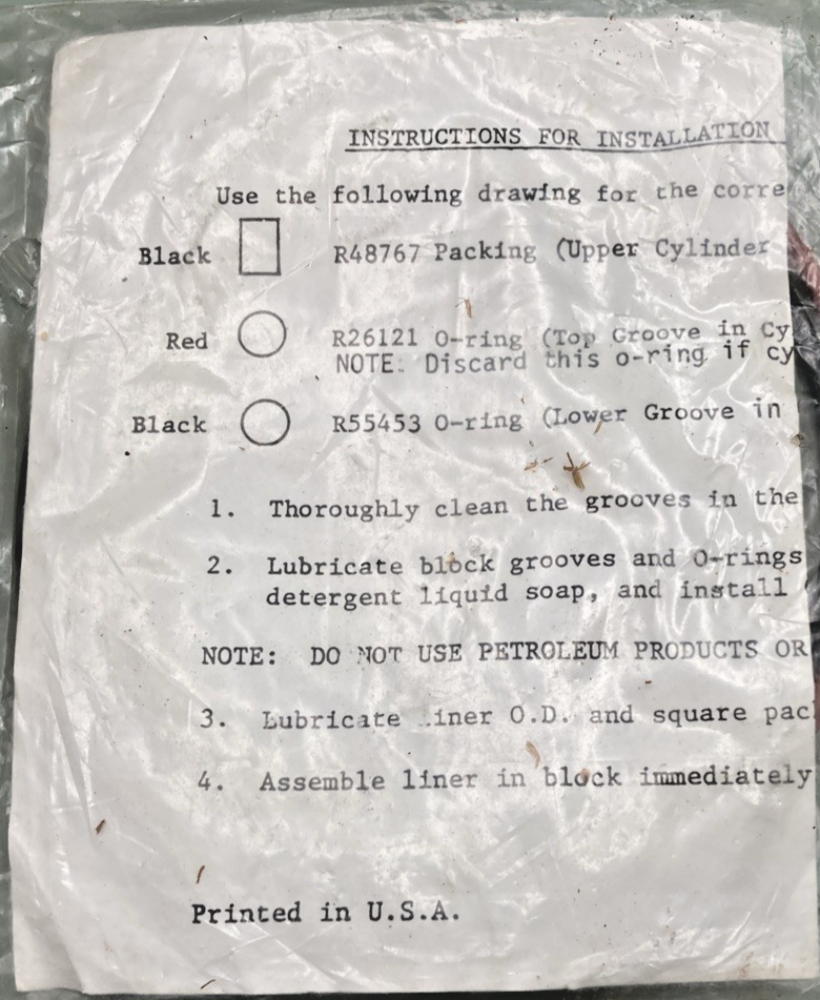 INSTRUCTIONS FOR INSTALLATION
Use the following drawing for the corre
Black R48767 Packing (Upper Cylinder
Red R26121 O-ring (Top Groove in Cy
NOTE: Discard this o-ring if cy
Black R55453 O-ring (Lower Groove in
1. Thoroughly clean the grooves in the
2. Lubricate block grooves and O-rings
detergent liquid soap, and install
NOTE: DO NOT USE PETROLEUM PRODUCTS OR
3. Lubricate liner O.D. and square pac
4. Assemble liner in block immediately
Printed in U.S.A.